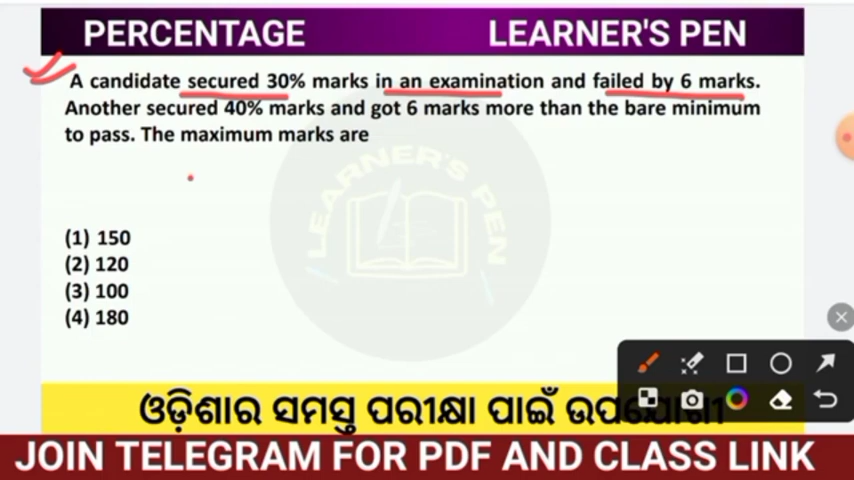 PERCENTAGE LEARNER'S PEN
A candidate secured 30% marks in an examination and failed by 6 marks.
Another secured 40% marks and got 6 marks more than the bare minimum
to pass. The maximum marks are
LEARNER'S PEN
(1) 150
(2) 120
(3) 100
(4) 180
ଓଡ଼ିଶାର ସମସ୍ତ ପରୀକ୍ଷା ପାଇଁ ଉପଯୋଗୀ
JOIN TELEGRAM FOR PDF AND CLASS LINK